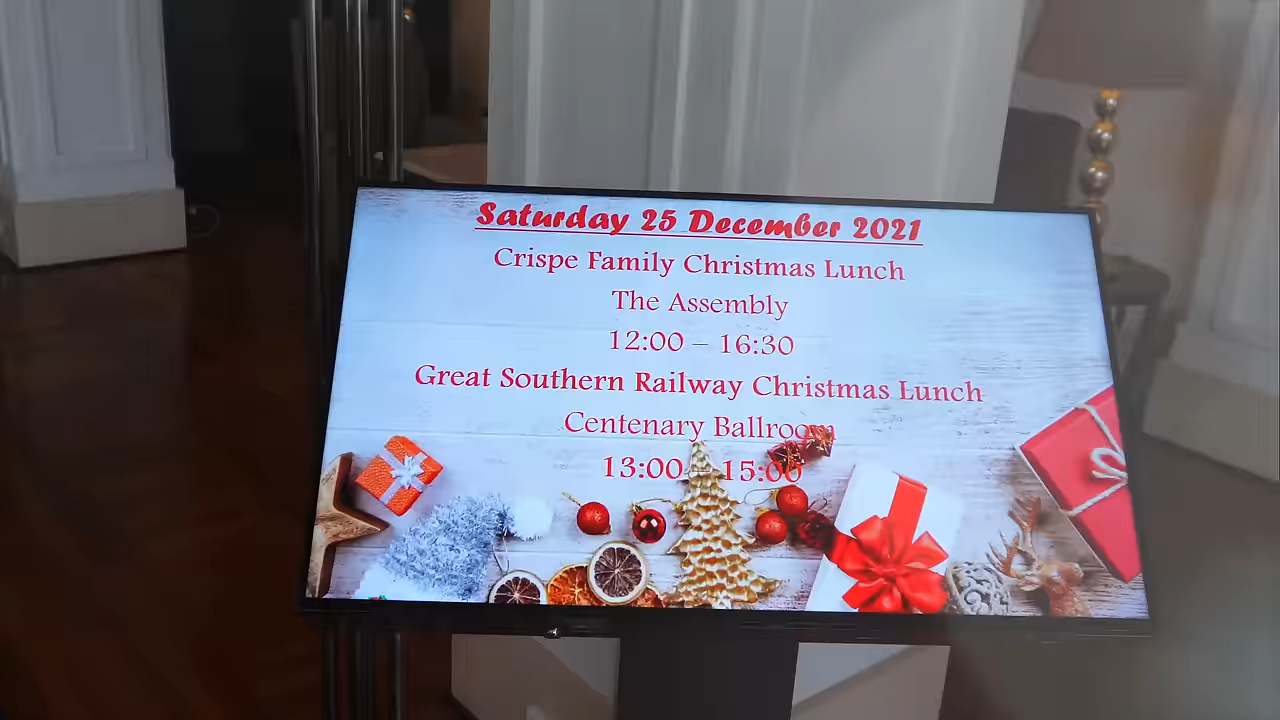 Saturday 25 December 2021
Crispe Family Christmas Lunch
The Assembly
12:00 – 16:30
Great Southern Railway Christmas Lunch
Centenary Ballroom
13:00 – 15:00